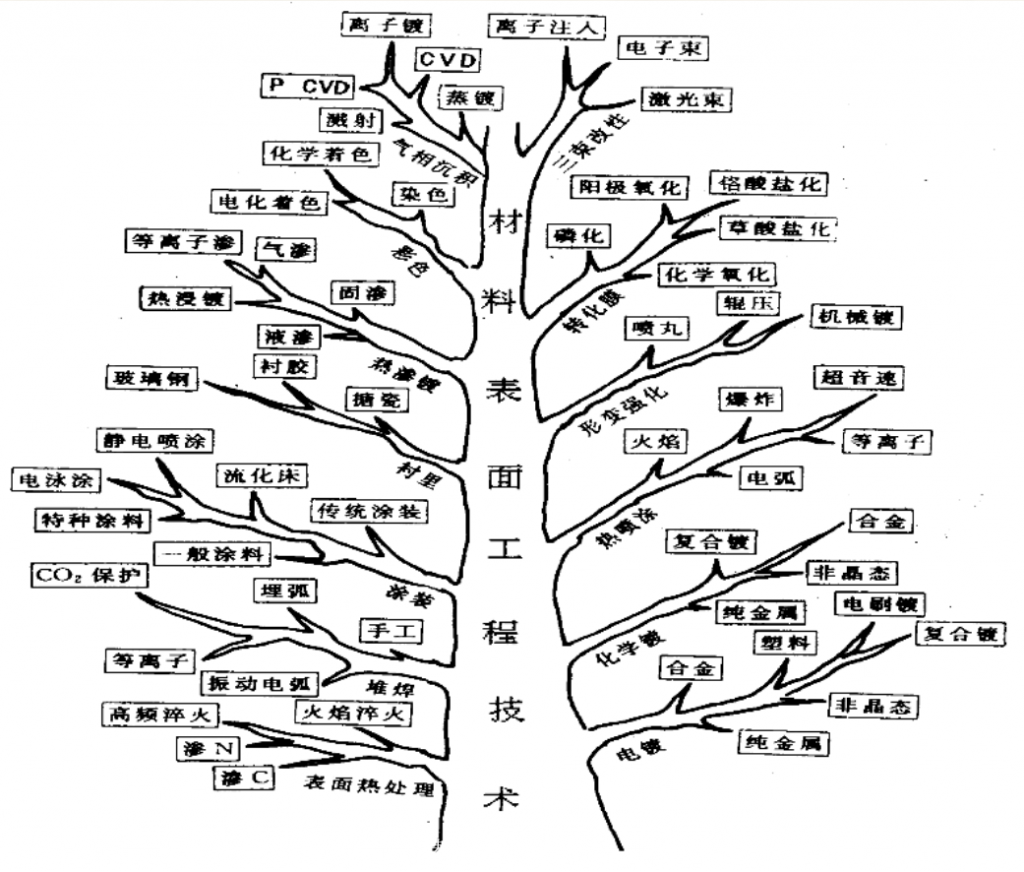 离子镀
离子注入
CVD
电子束
P CVD
蒸镀
激光束
溅射
气相沉积
三束改性
化学着色
染色
电化着色
彩色
阳极氧化
铬酸盐化
磷化
草酸盐化
化学氧化
转化膜
等离子渗
气渗
热浸镀
固渗
液渗
热渗镀
喷丸
辊压
机械镀
形变强化
玻璃钢
衬胶
搪瓷
衬里
超音速
爆炸
火焰
等离子
电弧
热喷涂
静电喷涂
电泳涂
流化床
特种涂料
传统涂装
一般涂料
涂装
合金
复合镀
非晶态
纯金属
化学镀
CO₂保护
埋弧
手工
等离子
振动电弧
堆焊
电刷镀
塑料
复合镀
合金
非晶态
纯金属
电镀
高频淬火
火焰淬火
渗N
渗C
表面热处理
材料表面工程技术